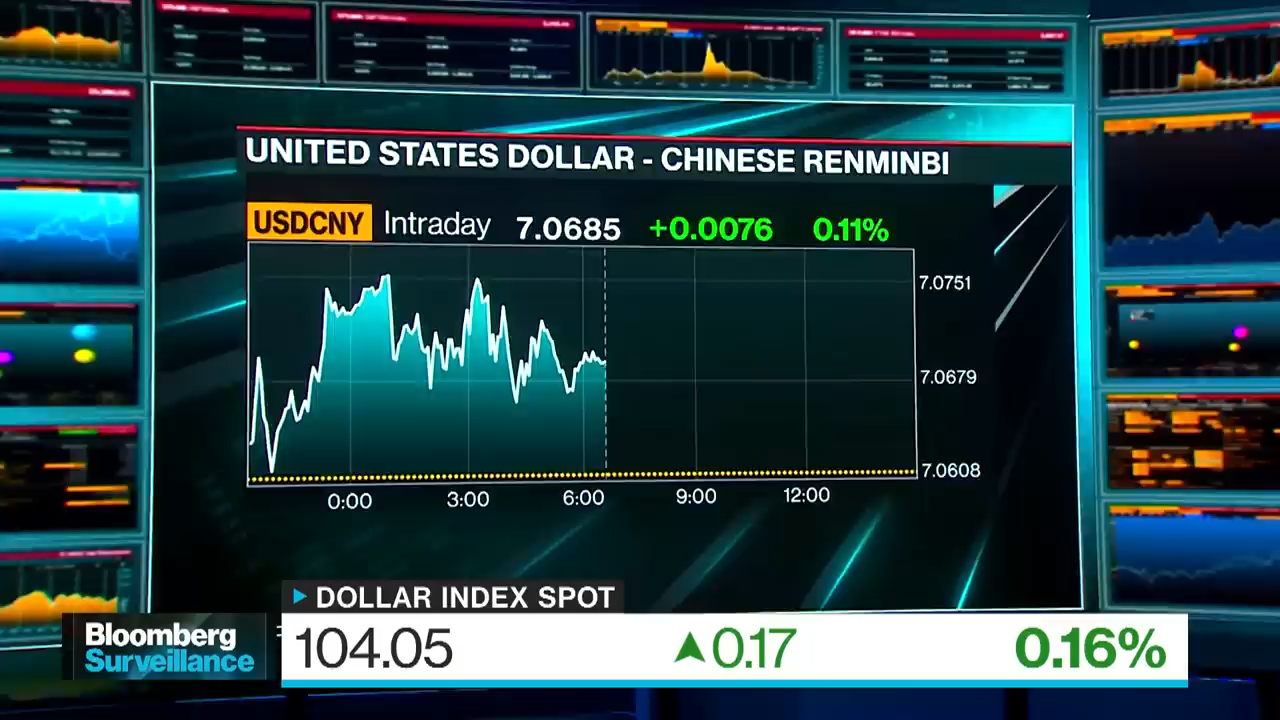 UNITED STATES DOLLAR - CHINESE RENMINBI
USDCNY Intraday 7.0685 +0.0076 0.11%
7.0751
7.0679
7.0608
0:00 3:00 6:00 9:00 12:00
DOLLAR INDEX SPOT
Bloomberg
Surveillance
104.05 ▲0.17 0.16%